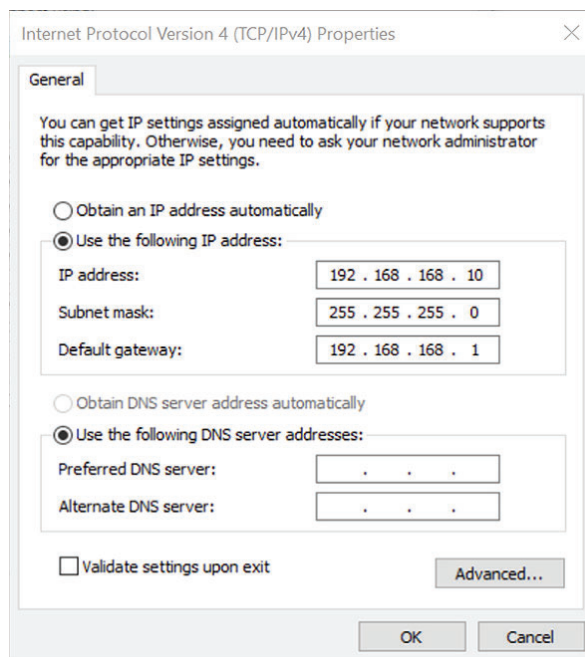 Internet Protocol Version 4 (TCP/IPv4) Properties
General
You can get IP settings assigned automatically if your network supports
this capability. Otherwise, you need to ask your network administrator
for the appropriate IP settings.
Obtain an IP address automatically
Use the following IP address:
IP address: 192 . 168 . 168 . 10
Subnet mask: 255 . 255 . 255 . 0
Default gateway: 192 . 168 . 168 . 1
Obtain DNS server address automatically
Use the following DNS server addresses:
Preferred DNS server: . . .
Alternate DNS server: . . .
Validate settings upon exit
Advanced...
OK Cancel